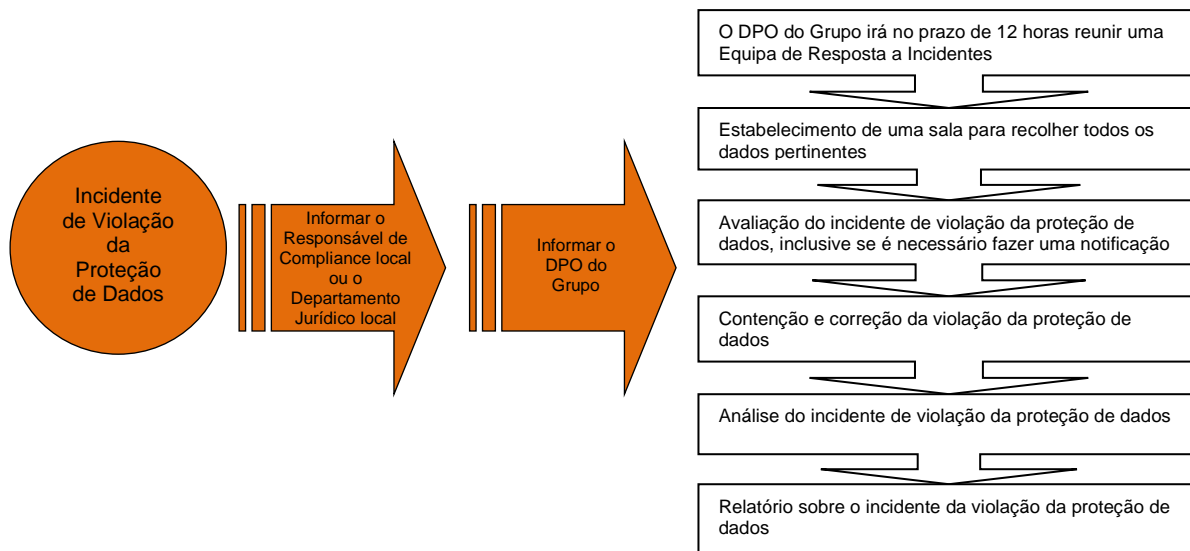 Incidente
de Violação
da
Proteção
de Dados
Informar o
Responsável de
Compliance local
ou o
Departamento
Jurídico local
Informar o
DPO do
Grupo
O DPO do Grupo irá no prazo de 12 horas reunir uma
Equipa de Resposta a Incidentes
Estabelecimento de uma sala para recolher todos os
dados pertinentes
Avaliação do incidente de violação da proteção de
dados, inclusive se é necessário fazer uma notificação
Contenção e correção da violação da proteção de
dados
Análise do incidente de violação da proteção de dados
Relatório sobre o incidente da violação da proteção de
dados